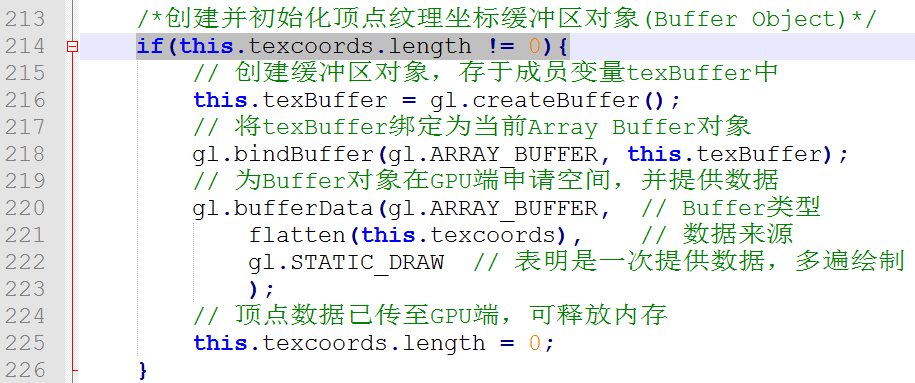 213 /*创建并初始化顶点纹理坐标缓冲区对象(Buffer Object)*/
214 if(this.texcoords.length != 0){
215 // 创建缓冲区对象，存于成员变量texBuffer中
216 this.texBuffer = gl.createBuffer();
217 // 将texBuffer绑定为当前Array Buffer对象
218 gl.bindBuffer(gl.ARRAY_BUFFER, this.texBuffer);
219 // 为Buffer对象在GPU端申请空间，并提供数据
220 gl.bufferData(gl.ARRAY_BUFFER, // Buffer类型
221 flatten(this.texcoords), // 数据来源
222 gl.STATIC_DRAW // 表明是一次提供数据，多遍绘制
223 );
224 // 顶点数据已传至GPU端，可释放内存
225 this.texcoords.length = 0;
226 }